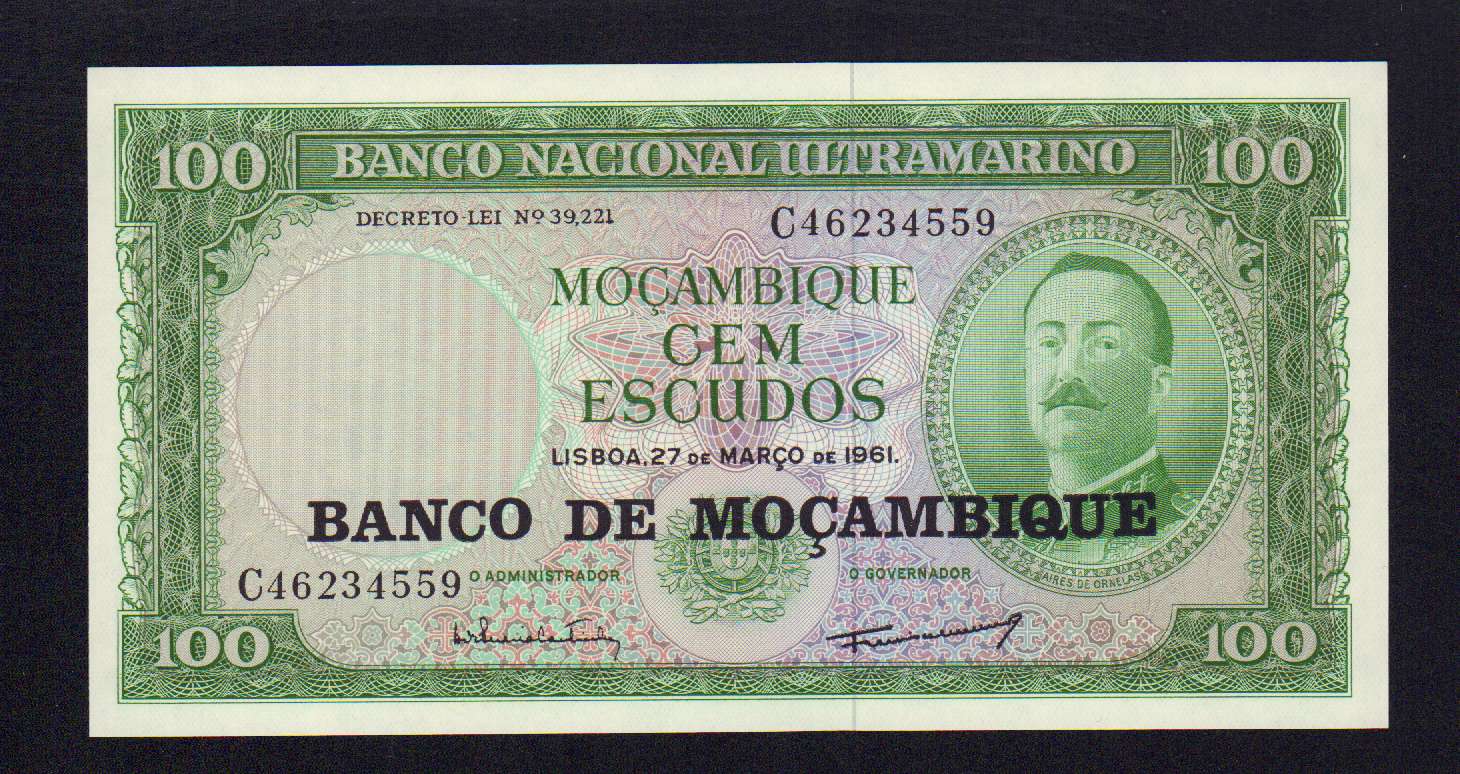 100 BANCO NACIONAL ULTRAMARINO 100
DECRETO-LEI Nº 39,221
C46234559
MOÇAMBIQUE
CEM
ESCUDOS
LISBOA, 27 DE MARÇO DE 1961.
BANCO DE MOÇAMBIQUE
C46234559
O ADMINISTRADOR
O GOVERNADOR
AIRES DE ORNELAS
100
100